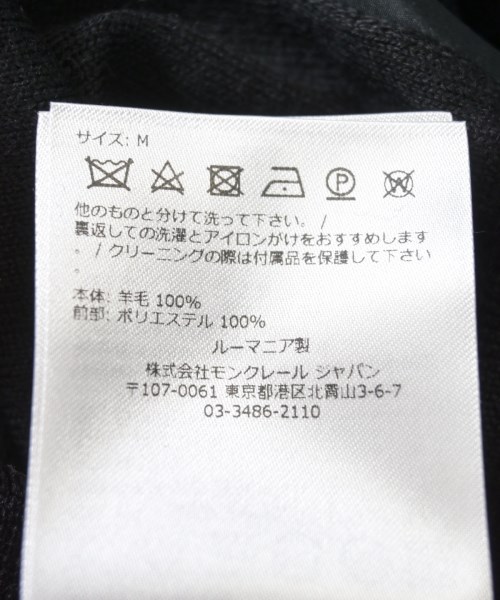 サイズ: M
P
W
他のものと分けて洗って下さい。/
裏返しての洗濯とアイロンがけをおすすめします
。/ クリーニングの際は付属品を保護して下さい
。
本体: 羊毛 100%
前部: ポリエステル 100%
ルーマニア製
株式会社モンクレール ジャパン
〒107-0061 東京都港区北青山3-6-7
03-3486-2110